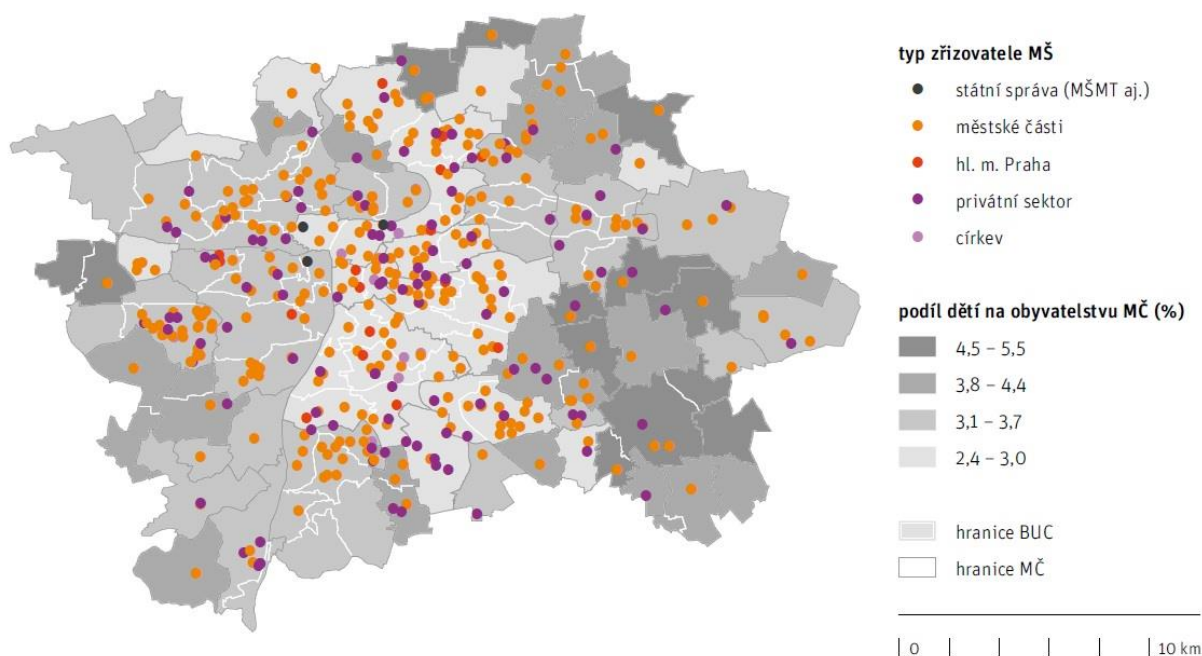 typ zřizovatele MŠ
státní správa (MŠMT aj.)
městské části
hl. m. Praha
privátní sektor
církev
podíl dětí na obyvatelstvu MČ (%)
4,5 – 5,5
3,8 – 4,4
3,1 – 3,7
2,4 – 3,0
hranice BUC
hranice MČ
0 10 km